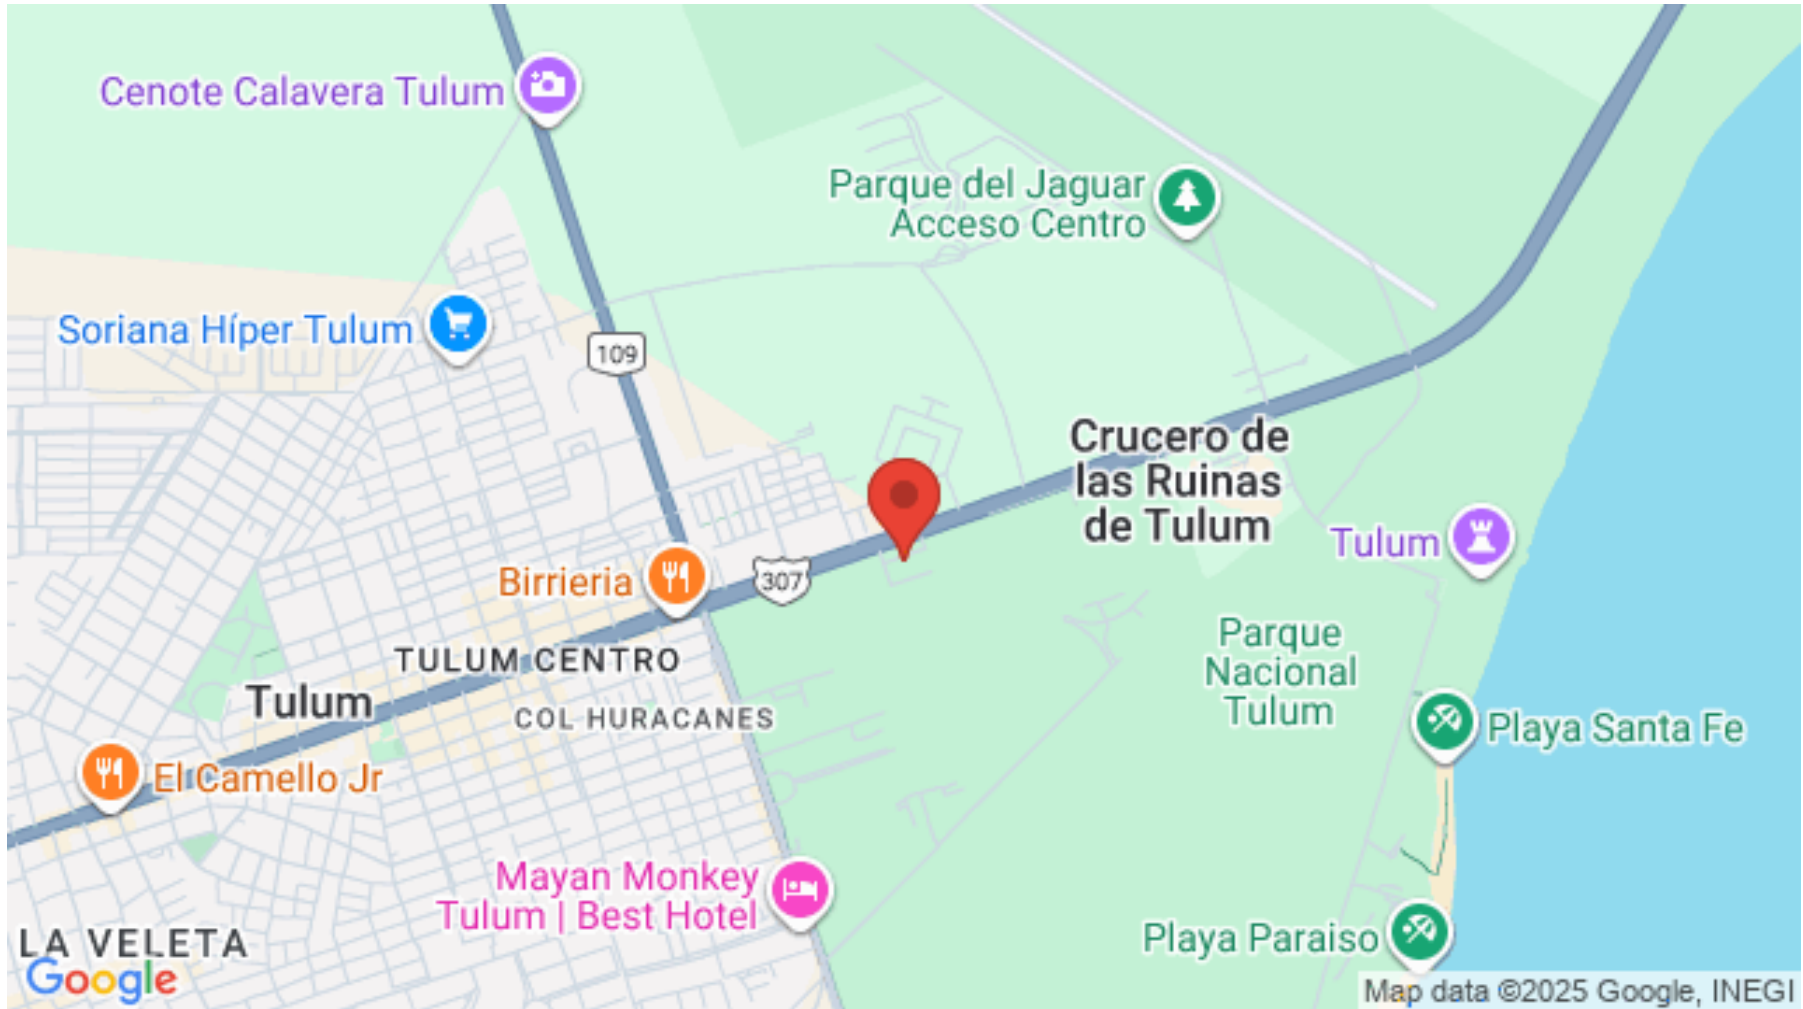 Cenote Calavera Tulum
Parque del Jaguar
Acceso Centro
Soriana Híper Tulum
109
Crucero de
las Ruinas
de Tulum
Tulum
Birrieria
307
Parque
Nacional
Tulum
TULUM CENTRO
Tulum
COL HURACANES
Playa Santa Fe
El Camello Jr
Mayan Monkey
Tulum | Best Hotel
LA VELETA
Playa Paraiso
Google
Map data ©2025 Google, INEGI